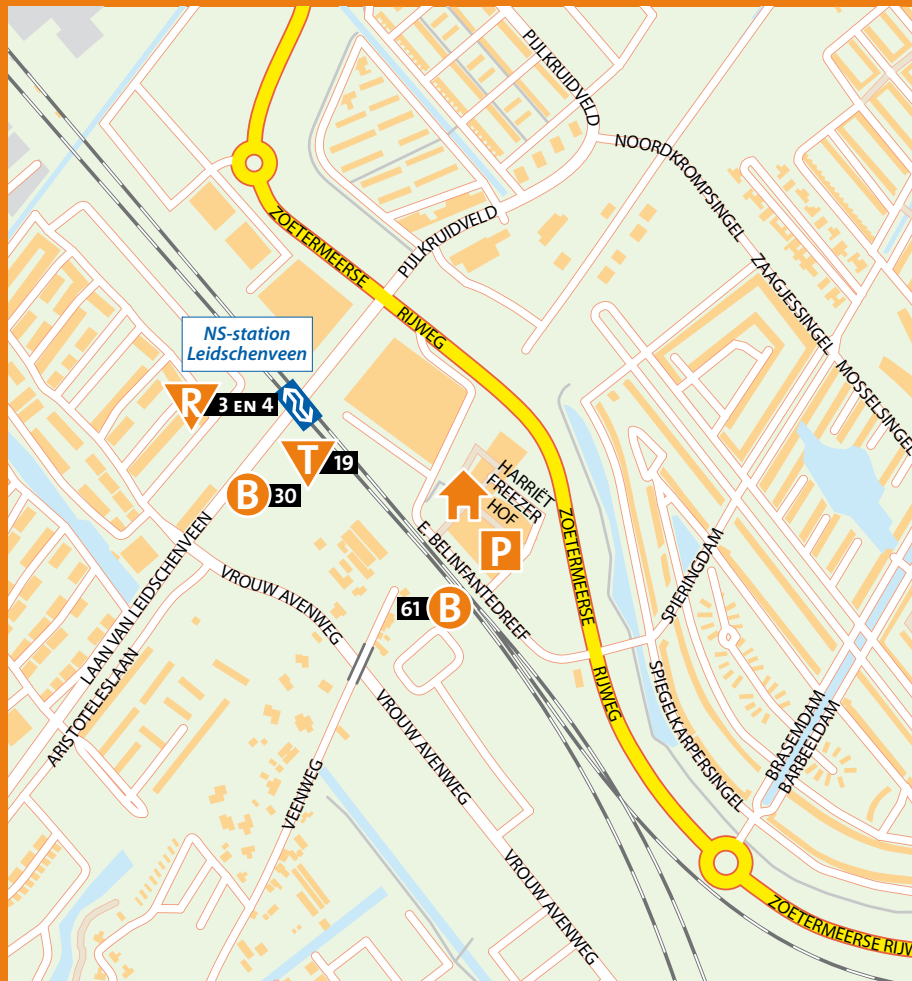 PIJLKRUIDVELD
NOORDKROMPSINGEL
ZOETERMEERSE
PIJLKRUIDVELD
ZAAGJESSINGEL
RIJWEG
NS-station
Leidschenveen
MOSSELSINGEL
R 3 EN 4
T 19
B 30
HARRIËT
FREEZER
HOF
ZOETERMEERSE
E. BELINFANTEDREEF
P
SPIERINGDAM
LAAN VAN LEIDSCHENVEEN
VROUW AVENWEG
61 B
ARISTOTELESLAAN
RIJWEG
SPIEGELKARPERSINGEL
BRASEMDAM
BARBEELDAM
VROUW AVENWEG
VEENWEG
VROUW AVENWEG
ZOETERMEERSE RIJW